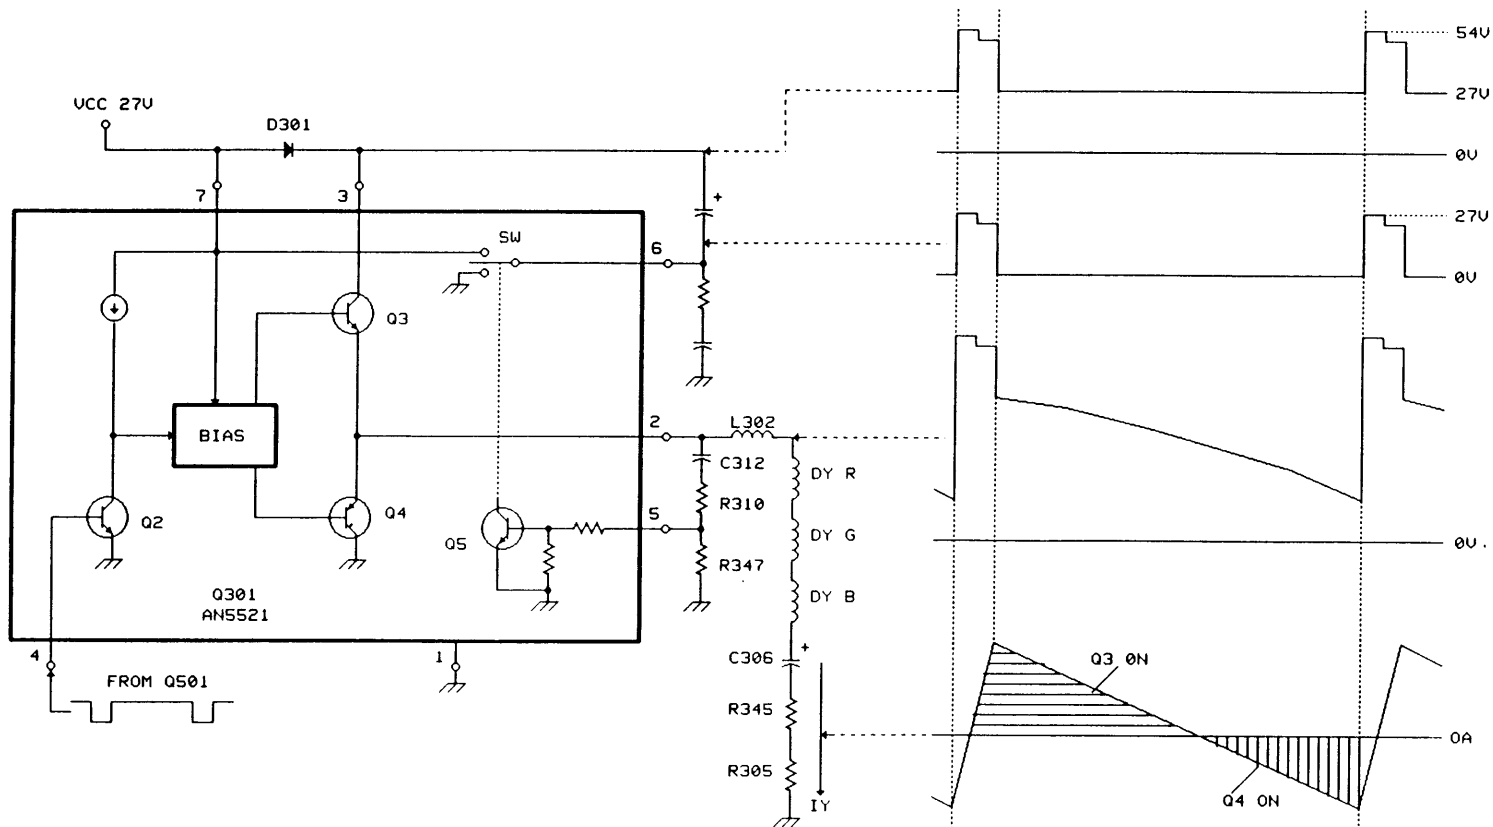 54V
VCC 27V
27V
D301
0V
7
3
+
SW
6
27V
0V
Q3
BIAS
2
L302
C312
DY R
R310
Q2
Q4
Q5
5
DY G
0V.
R347
DY B
Q301
AN5521
4
1
C306
+
Q3 ON
FROM Q501
R345
0A
R305
IY
Q4 ON